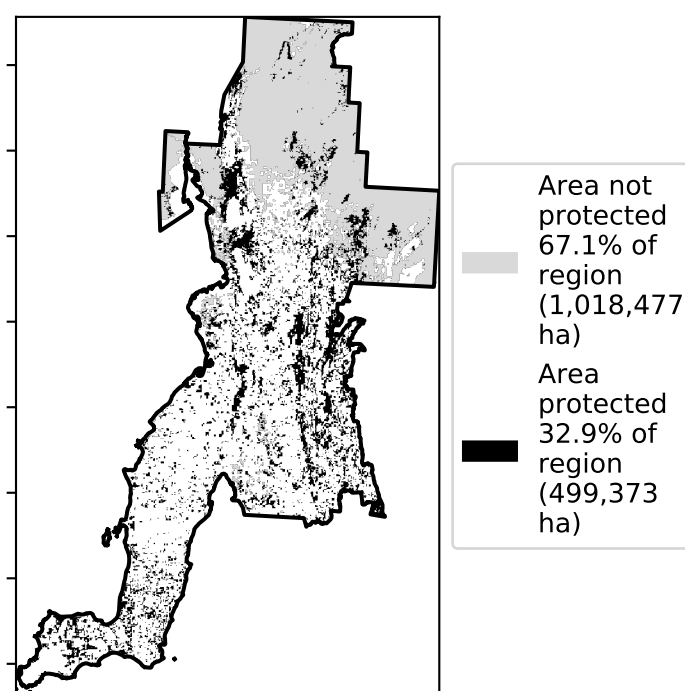 Area not
protected
67.1% of
region
(1,018,477
ha)
Area
protected
32.9% of
region
(499,373
ha)